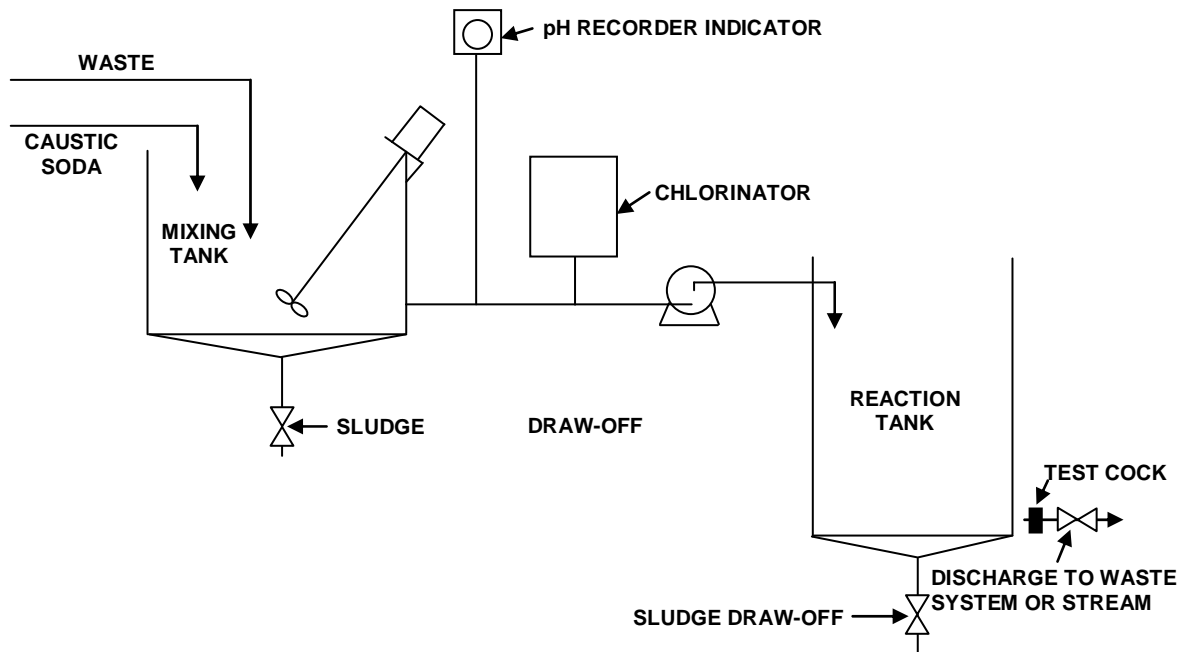 pH RECORDER INDICATOR
WASTE
CAUSTIC
SODA
CHLORINATOR
MIXING
TANK
REACTION
TANK
SLUDGE
DRAW-OFF
TEST COCK
DISCHARGE TO WASTE
SYSTEM OR STREAM
SLUDGE DRAW-OFF